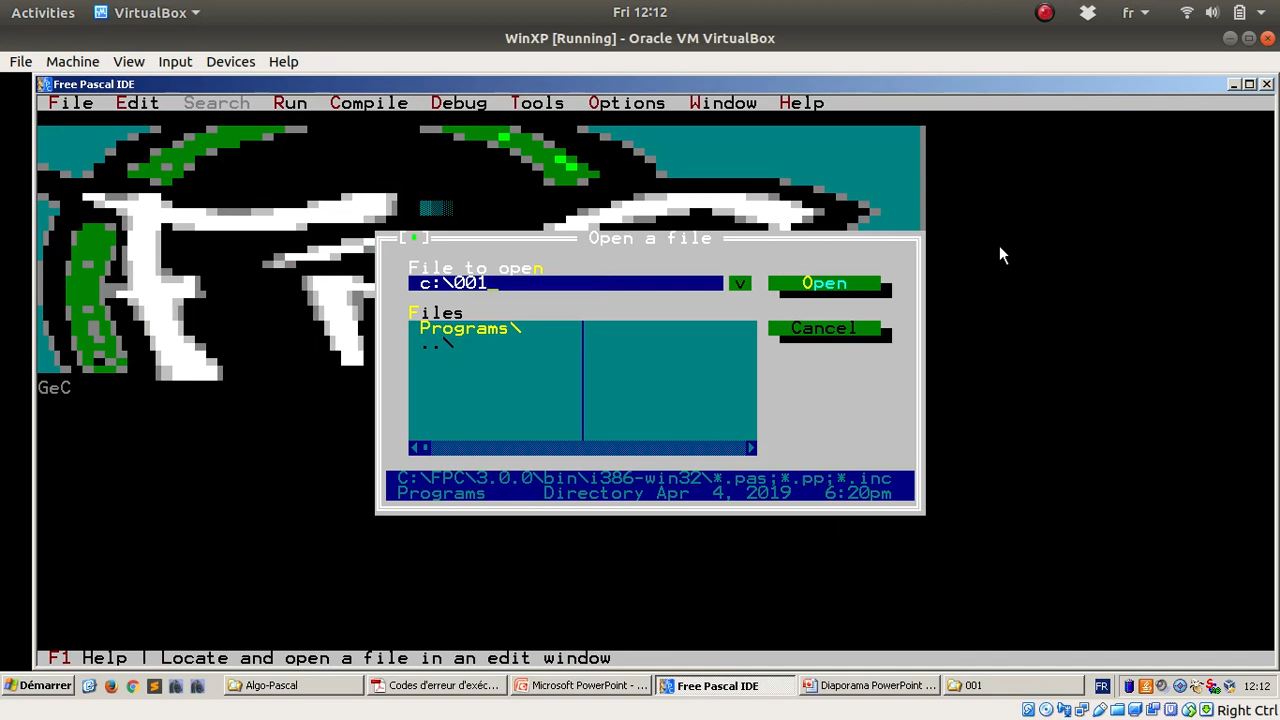 Activities VirtualBox Fri 12:12 fr
WinXP [Running] - Oracle VM VirtualBox
File Machine View Input Devices Help
Free Pascal IDE
File Edit Search Run Compile Debug Tools Options Window Help
Open a file
File to open
c:\001_ v Open
Files
Programs\ Cancel
..\
GeC
C:\FPC\3.0.0\bin\i386-win32\*.pas;*.pp;*.inc
Programs Directory Apr 4, 2019 6:20pm
F1 Help | Locate and open a file in an edit window
Démarrer Algo-Pascal Codes d'erreur d'exéc... Microsoft PowerPoint - ... Free Pascal IDE Diaporama PowerPoint ... 001 FR 12:12
Right Ctrl